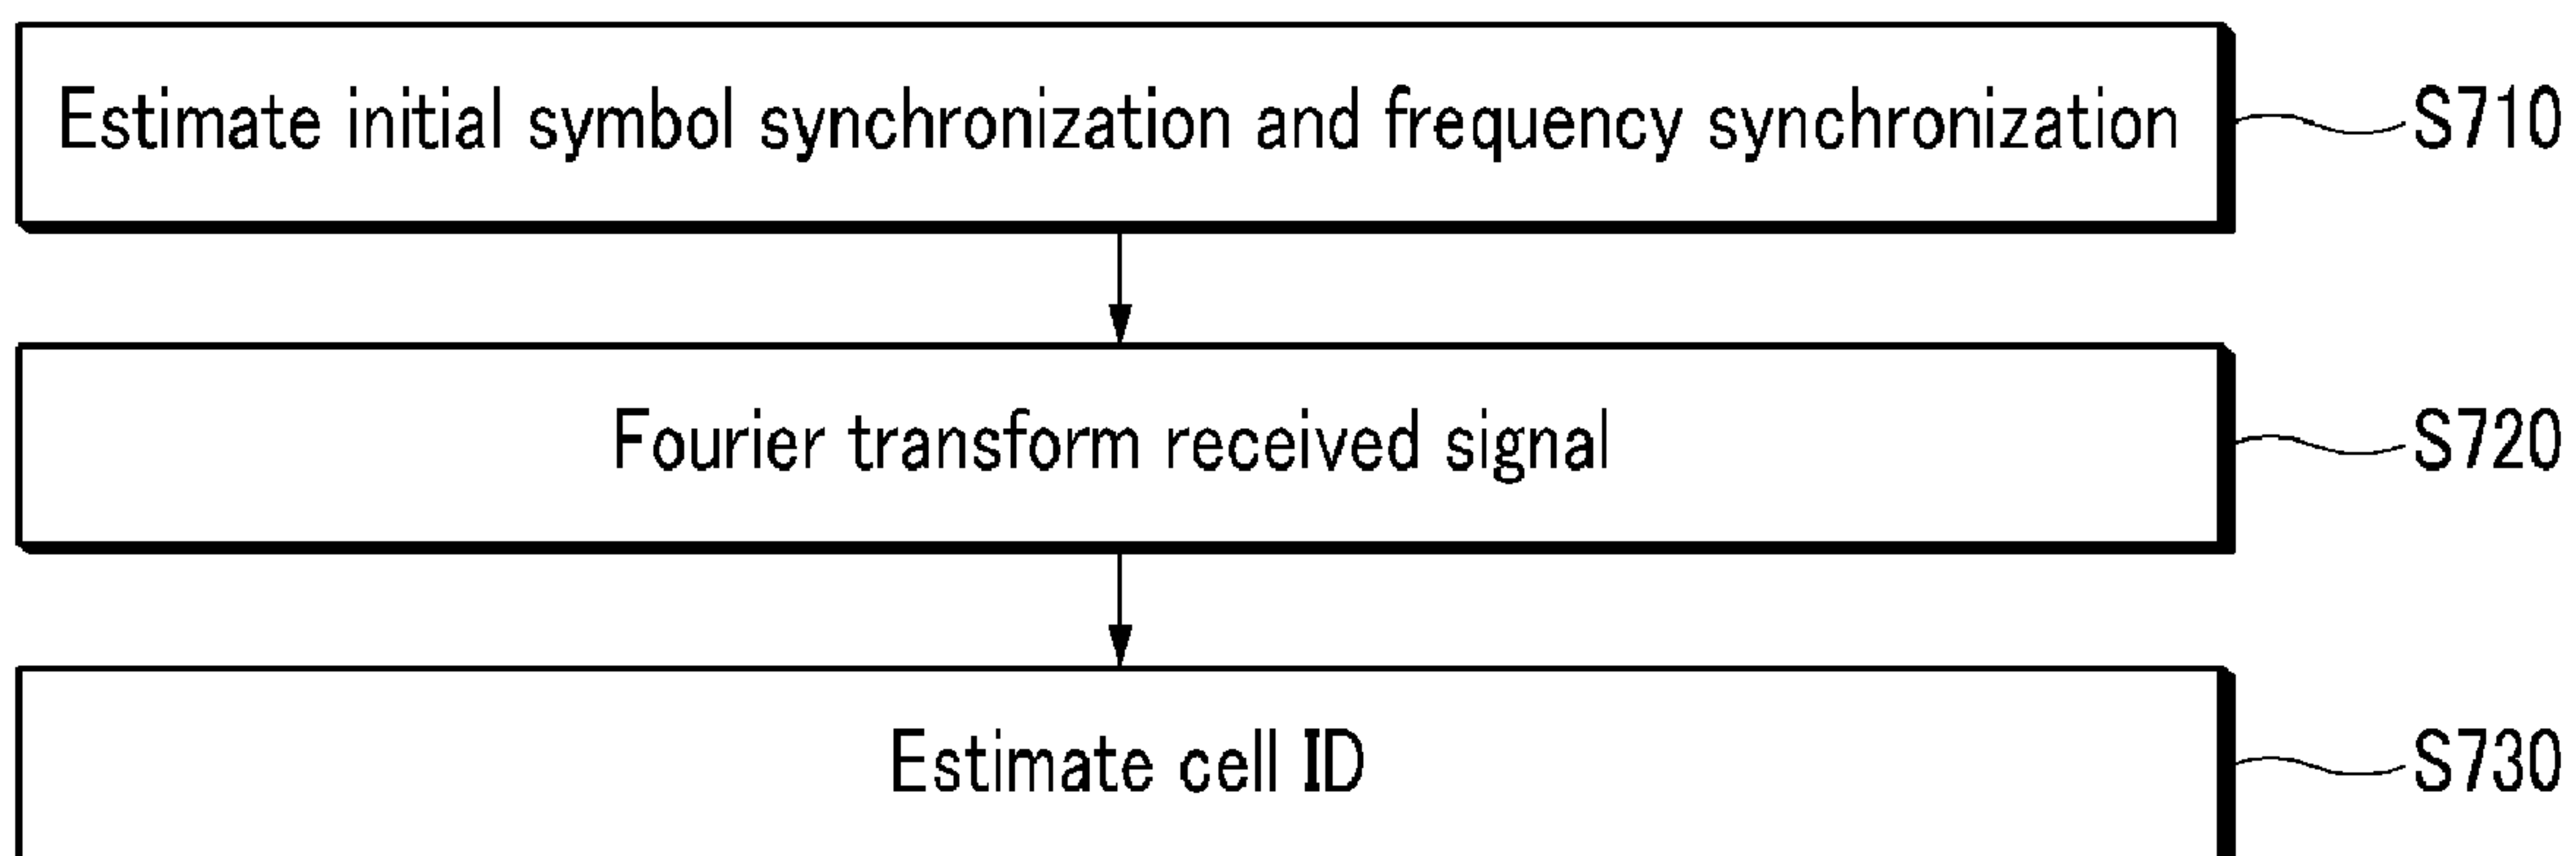 Estimate initial symbol synchronization and frequency synchronization S710
Fourier transform received signal S720
Estimate cell ID S730